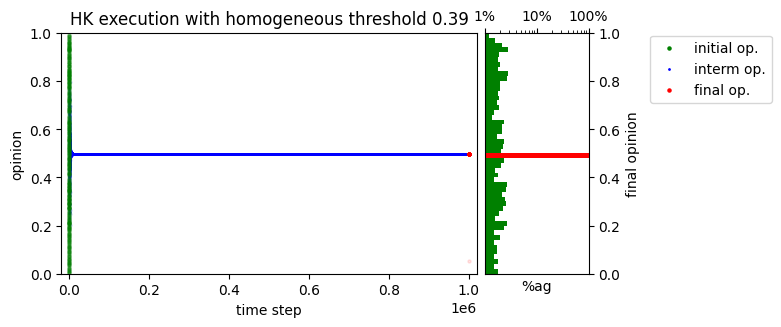 HK execution with homogeneous threshold 0.39
1% 10% 100%
initial op.
interm op.
final op.
opinion
1.0
0.8
0.6
0.4
0.2
0.0
1.0
0.8
0.6
0.4
0.2
0.0
final opinion
0.0 0.2 0.4 0.6 0.8 1.0
1e6
time step
%ag